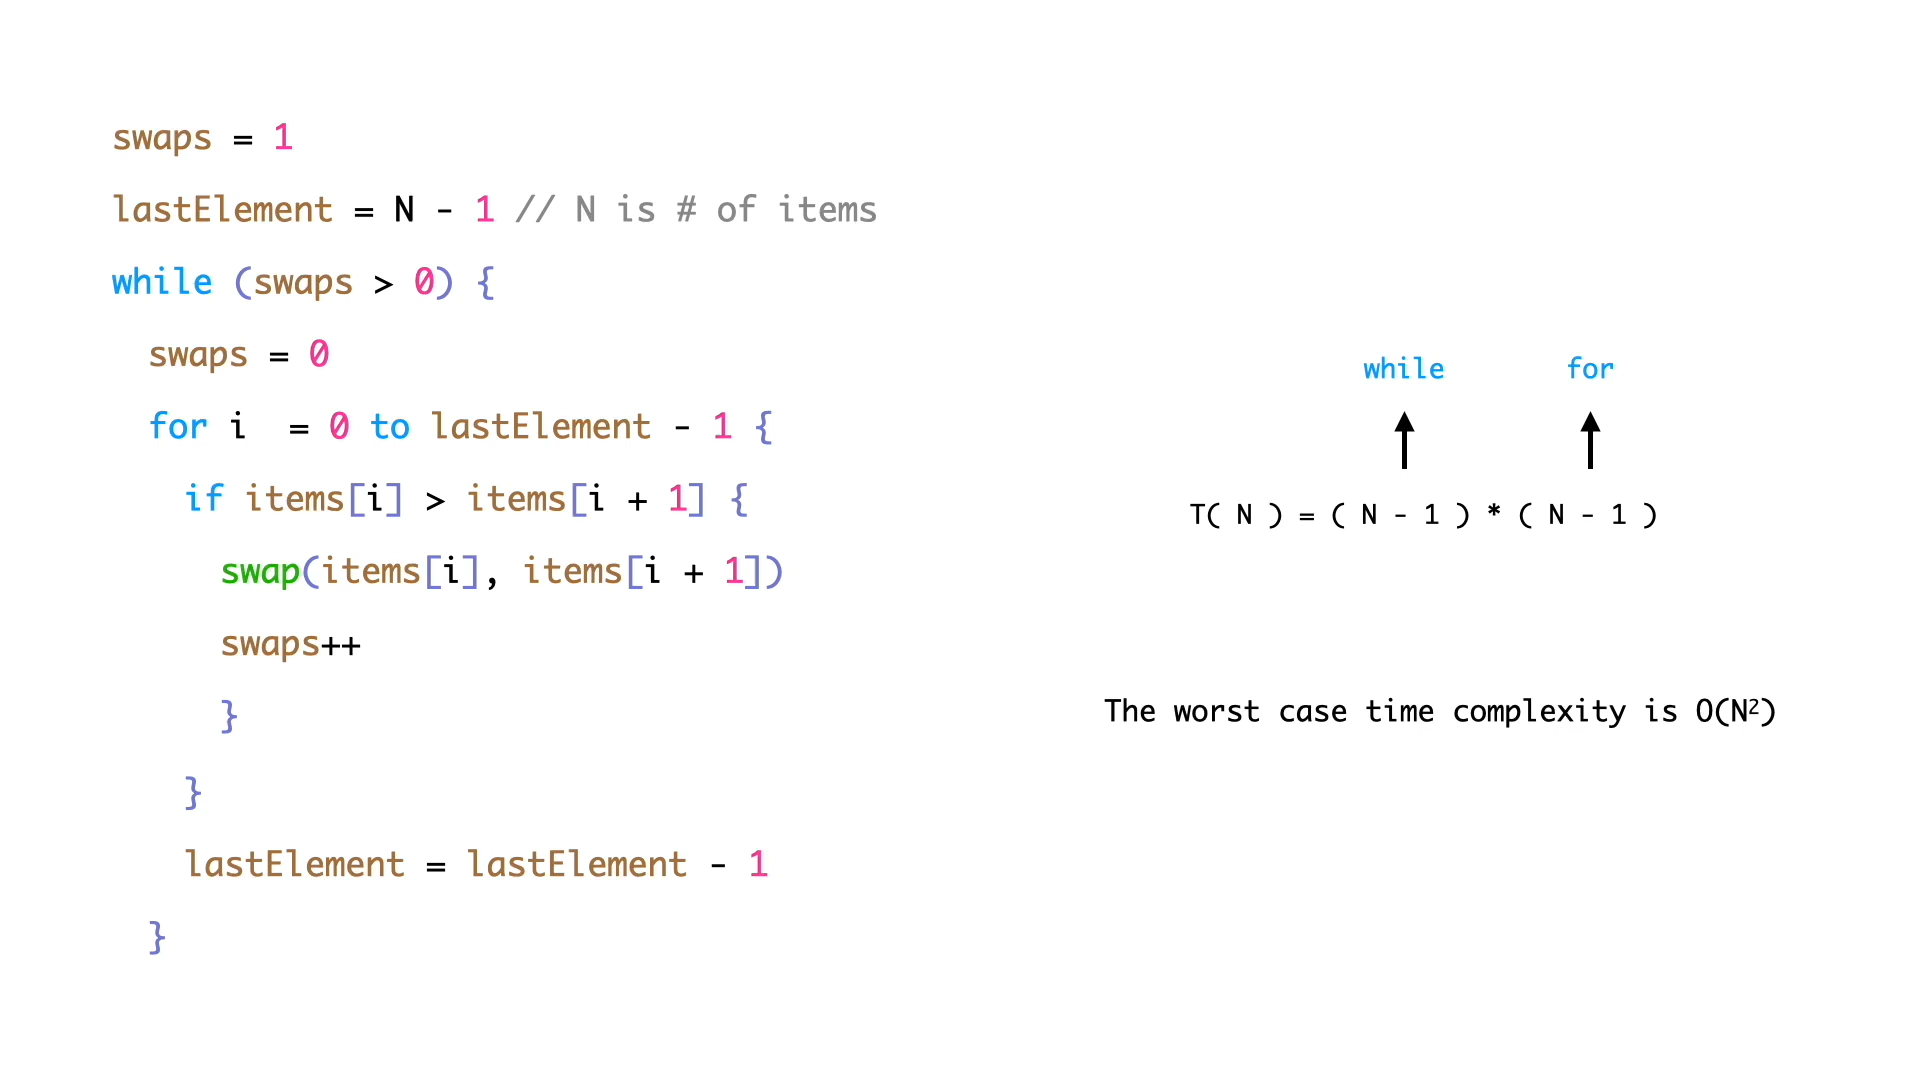 swaps = 1
lastElement = N - 1 // N is # of items
while (swaps > 0) {
swaps = 0
for i = 0 to lastElement - 1 {
if items[i] > items[i + 1] {
swap(items[i], items[i + 1])
swaps++
}
}
lastElement = lastElement - 1
}
while for
T( N ) = ( N - 1 ) * ( N - 1 )
The worst case time complexity is O(N²)